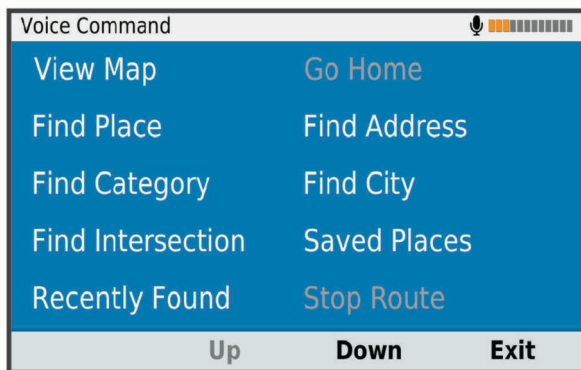 Voice Command
View Map Go Home
Find Place Find Address
Find Category Find City
Find Intersection Saved Places
Recently Found Stop Route
Up Down Exit